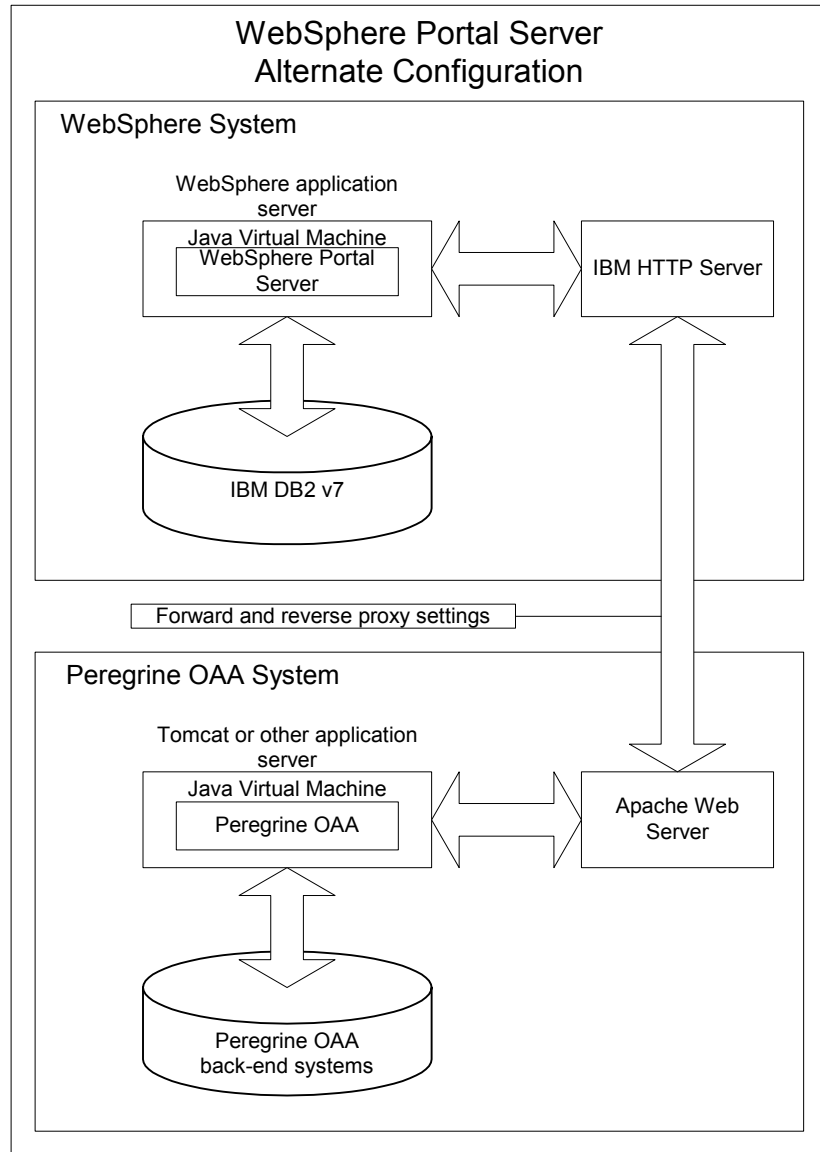 WebSphere Portal Server
Alternate Configuration
WebSphere System
WebSphere application
server
Java Virtual Machine
WebSphere Portal
Server
IBM HTTP Server
IBM DB2 v7
Forward and reverse proxy settings
Peregrine OAA System
Tomcat or other application
server
Java Virtual Machine
Peregrine OAA
Apache Web
Server
Peregrine OAA
back-end systems